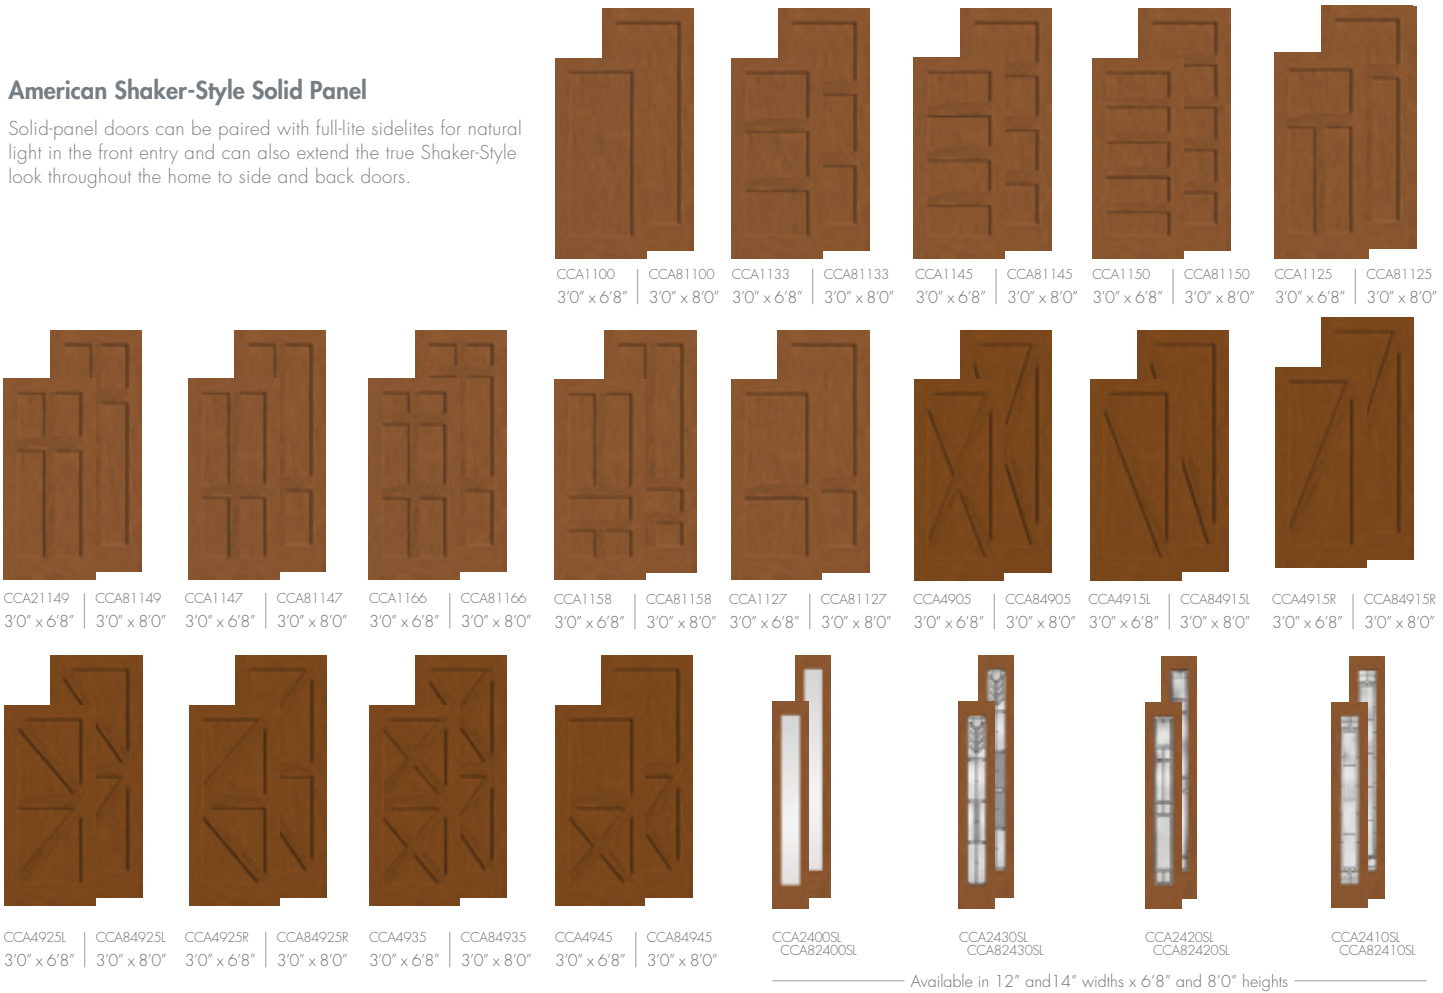 American Shaker-Style Solid Panel
Solid-panel doors can be paired with full-lite sidelites for natural
light in the front entry and can also extend the true Shaker-Style
look throughout the home to side and back doors.
CCA1100 | CCA81100 CCA1133 | CCA81133 CCA1145 | CCA81145 CCA1150 | CCA81150 CCA1125 | CCA81125
3’0” x 6’8” | 3’0” x 8’0” 3’0” x 6’8” | 3’0” x 8’0” 3’0” x 6’8” | 3’0” x 8’0” 3’0” x 6’8” | 3’0” x 8’0” 3’0” x 6’8” | 3’0” x 8’0”
CCA21149 | CCA81149 CCA1147 | CCA81147 CCA1166 | CCA81166 CCA1158 | CCA81158 CCA1127 | CCA81127 CCA4905 | CCA84905 CCA4915L | CCA84915L CCA4915R | CCA84915R
3’0” x 6’8” | 3’0” x 8’0” 3’0” x 6’8” | 3’0” x 8’0” 3’0” x 6’8” | 3’0” x 8’0” 3’0” x 6’8” | 3’0” x 8’0” 3’0” x 6’8” | 3’0” x 8’0” 3’0” x 6’8” | 3’0” x 8’0” 3’0” x 6’8” | 3’0” x 8’0” 3’0” x 6’8” | 3’0” x 8’0”
CCA4925L | CCA84925L CCA4925R | CCA84925R CCA4935 | CCA84935 CCA4945 | CCA84945 CCA2400SL CCA2430SL CCA2420SL CCA2410SL
CCA82400SL CCA82430SL CCA82420SL CCA82410SL
3’0” x 6’8” | 3’0” x 8’0” 3’0” x 6’8” | 3’0” x 8’0” 3’0” x 6’8” | 3’0” x 8’0” 3’0” x 6’8” | 3’0” x 8’0”
Available in 12” and14” widths x 6’8” and 8’0” heights